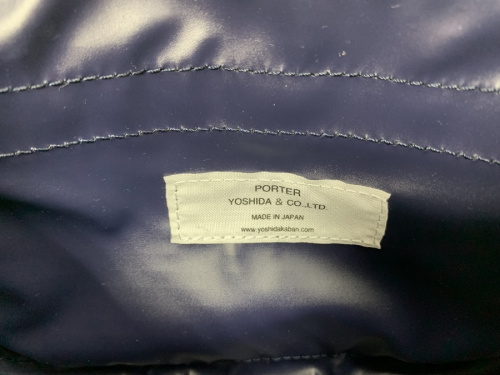 PORTER
YOSHIDA & CO.,LTD.
MADE IN JAPAN
www.yoshidakaban.com